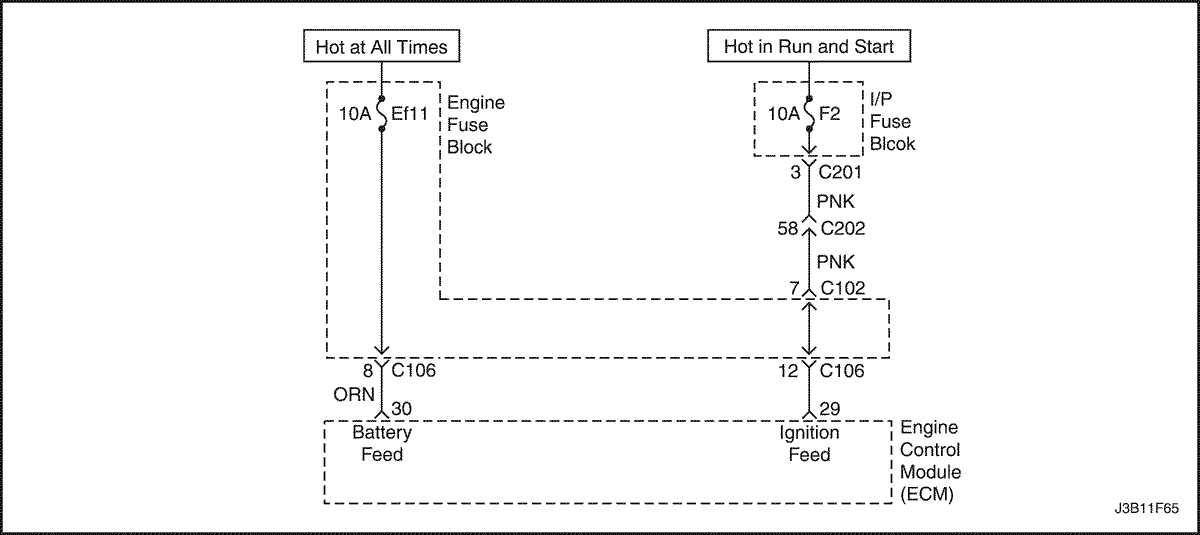 Hot at All Times
Hot in Run and Start
10A Ef11
Engine
Fuse
Block
10A F2
I/P
Fuse
Blcok
3 C201
PNK
58 C202
PNK
7 C102
8 C106
ORN
30
12 C106
29
Battery
Feed
Ignition
Feed
Engine
Control
Module
(ECM)
J3B11F65